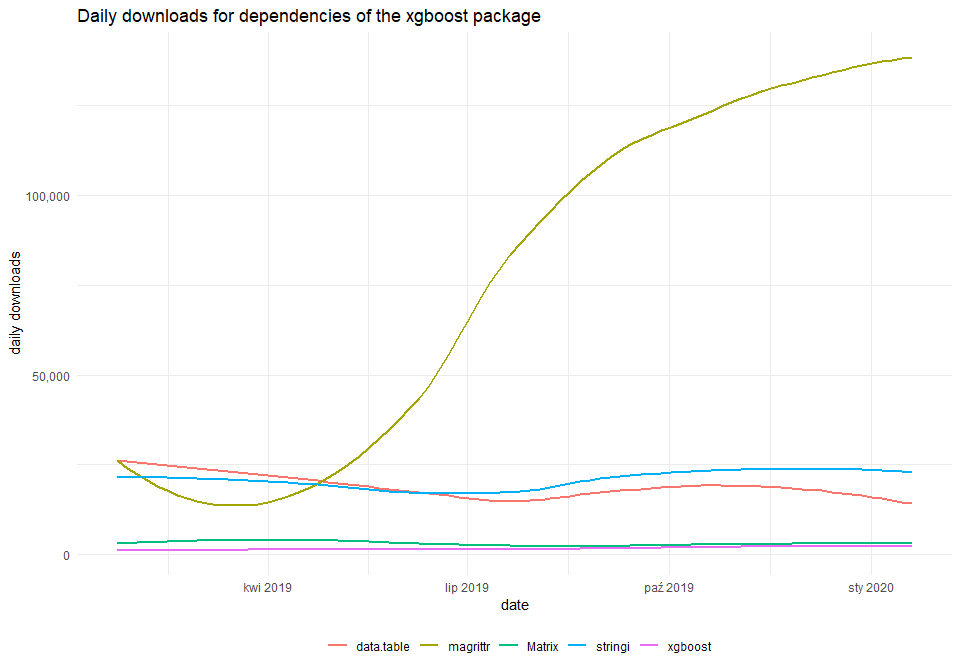 Daily downloads for dependencies of the xgboost package
daily downloads
100,000
50,000
0
kwi 2019 lip 2019 paź 2019 sty 2020
date
data.table magrittr Matrix stringi xgboost